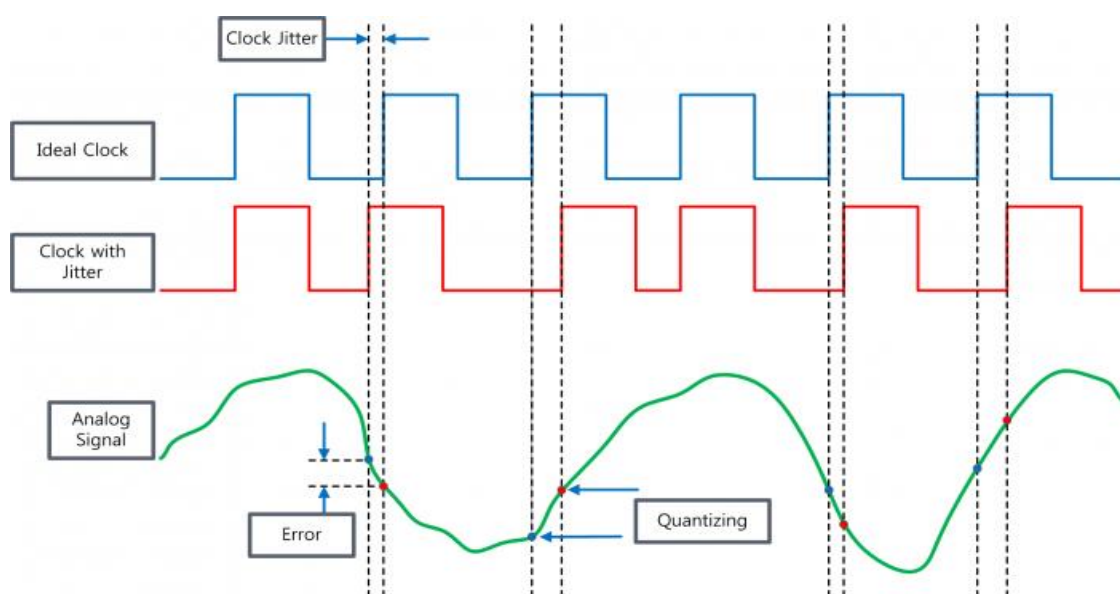 Clock Jitter
Ideal Clock
Clock with
Jitter
Analog
Signal
Error
Quantizing